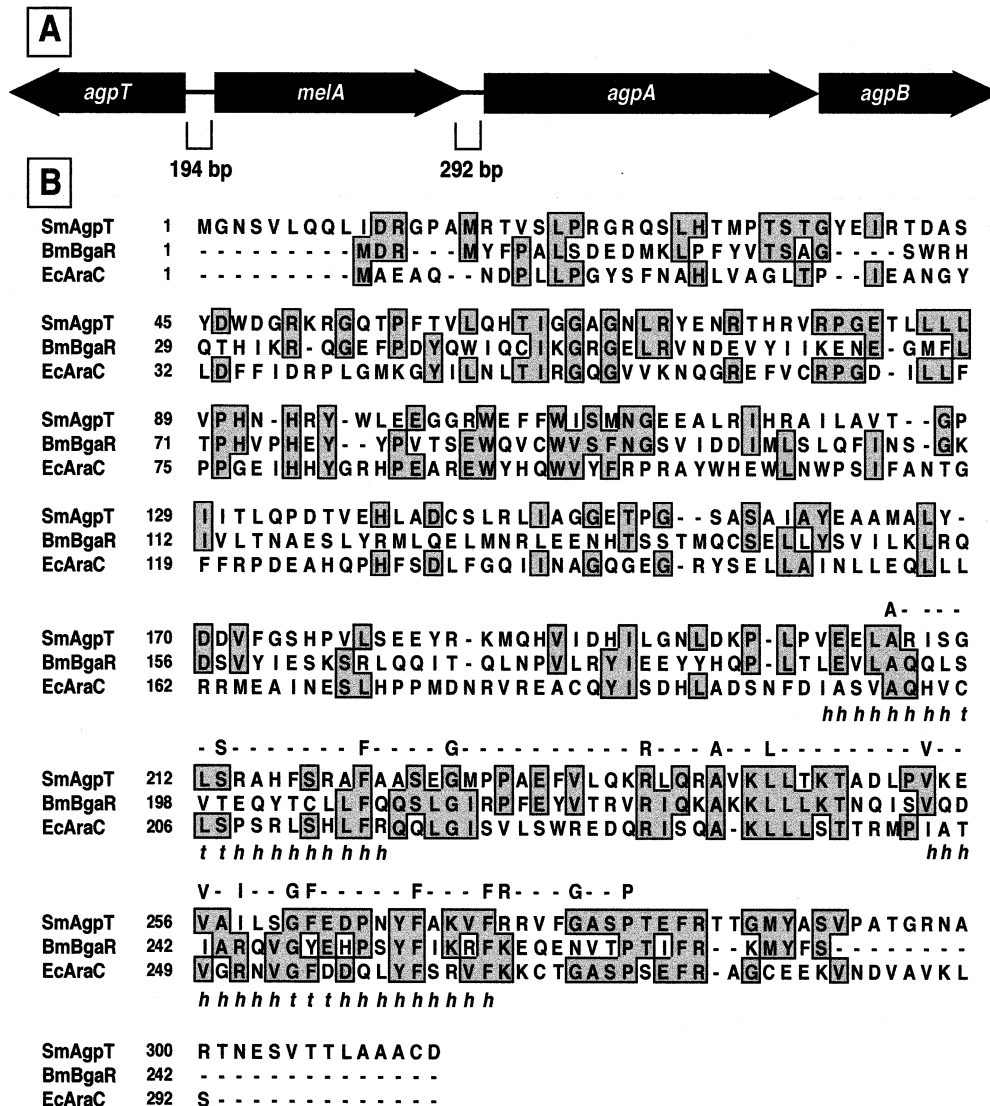 A
agpT melA agpA agpB
194 bp 292 bp
B
SmAgpT 1 MGNSVLQQLIDRGPAMRTVSLPRGRQSLHTMPTSTGYEIRTDAS
BmBgaR 1 ---------MDR---MYFPALSDEDMKLPFYVTSAG----SWRH
EcAraC 1 ---------MAEAQ--NDPLLPGYSFNAHLVAGLTP--IEANGY
SmAgpT 45 YDWDGRKRGQTPFTVLQHTIGGAGNLRYENRTHRVRPGETLLLL
BmBgaR 29 QTHIKR-QGEFPDYQWIQCIKGRGELRVNDEVYIIKENE-GMFL
EcAraC 32 LDFFIDRPLGMKGYILNLTIRGQGVVKNQGREFVCRPGD-ILLF
SmAgpT 89 VPHN-HRY-WLEEGGRWEFFWISMNGEEALRIHRAILAVT--GP
BmBgaR 71 TPHVPHEY--YPVTSEWQVCWVSFNGSVIDDIMLSLQFINS-GK
EcAraC 75 PPGEIHHYGRHPEAREWYHQWVYFRPRAYWHEWLNWPSIFANTG
SmAgpT 129 IITLQPDTVEHLADCSLRLIAGGETPG--SASAIAYEAAMALY-
BmBgaR 112 IVLTNAESLYRMLQELMNRLEENHTSSTMQCSELLYSVILKLRQ
EcAraC 119 FFRPDEAHQPHFSDLFGQIINAGQGEG-RYSELLAINLLEQLLL
A----
SmAgpT 170 DDVFGSHPVLSEEYR-KMQHVIDHILGNLDKP-LPVEELARISG
BmBgaR 156 DSVYIESKSRLQQIT-QLNPVLRYIEEYYHQP-LTLEVLAQQLS
EcAraC 162 RRMEAINESLHPPMDNRVREACQYISDHLADSNFDIASVAQHVC
hhhhhhhht
-S-------F----G----------R---A--L--------V--
SmAgpT 212 LSRAHFSRAFAASEGMPPAEFVLQKRLQRAVKLLTKTADLPVKE
BmBgaR 198 VTEQYTCLLFQQSLGIRPFEYVTRVRIQKAKKLLLKTNQISVQD
EcAraC 206 LSPSRLSHLFRQQLGISVLSWREDQRISQA-KLLLSTTRMPIAT
tthhhhhhhhh hhh
V-I--GF-----F---FR---G--P
SmAgpT 256 VAILSGFEDPNYFAKVFRRVFGASPTEFRTTGMYASVPATGRNA
BmBgaR 242 IARQVGYEHPSYFIKRFKEQENVTPTIFR--KMYFS--------
EcAraC 249 VGRNVGFDDQLYFSRVFKKCTGASPSEFR-AGCEEKVNDVAVKL
hhhhhttthhhhhhhhh
SmAgpT 300 RTNESVTTLAAACD
BmBgaR 242 --------------
EcAraC 292 S-------------